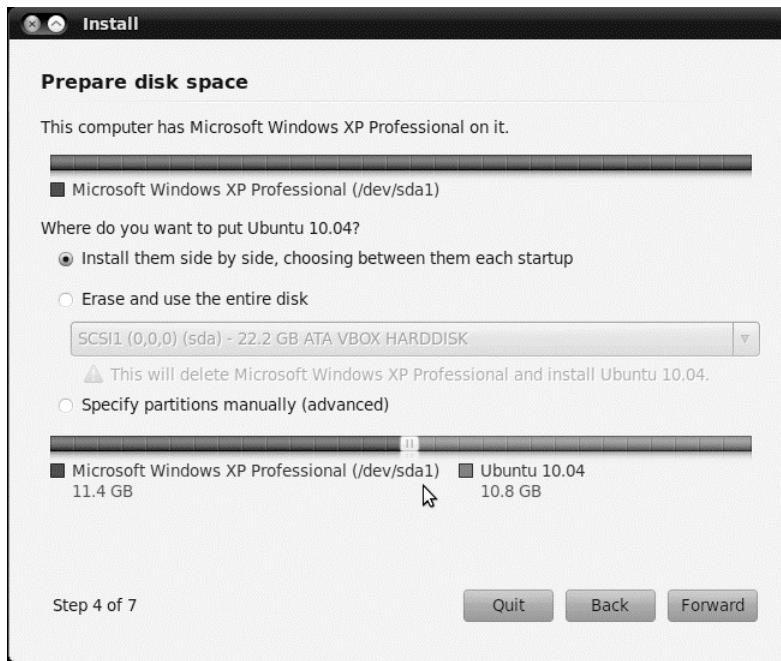 Install
Prepare disk space
This computer has Microsoft Windows XP Professional on it.
Microsoft Windows XP Professional (/dev/sda1)
Where do you want to put Ubuntu 10.04?
Install them side by side, choosing between them each startup
Erase and use the entire disk
SCSI1 (0,0,0) (sda) - 22.2 GB ATA VBOX HARDDISK
This will delete Microsoft Windows XP Professional and install Ubuntu 10.04.
Specify partitions manually (advanced)
Microsoft Windows XP Professional (/dev/sda1) Ubuntu 10.04
11.4 GB 10.8 GB
Step 4 of 7 Quit Back Forward